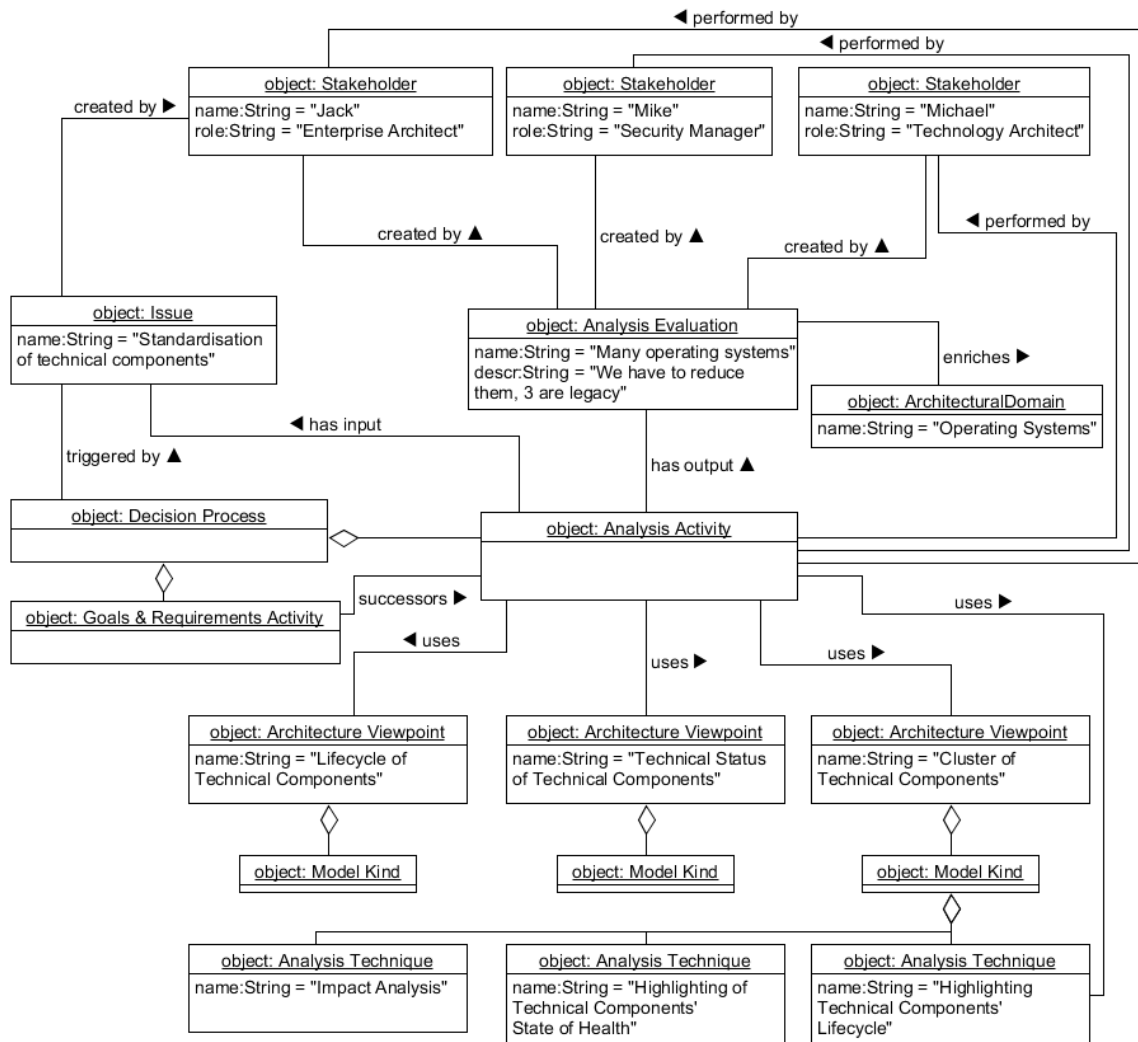 ◄ performed by
◄ performed by
object: Stakeholder
name:String = "Jack"
role:String = "Enterprise Architect"
object: Stakeholder
name:String = "Mike"
role:String = "Security Manager"
object: Stakeholder
name:String = "Michael"
role:String = "Technology Architect"
created by ►
◄ performed by
created by ▲
created by ▲
created by ▲
object: Issue
name:String = "Standardisation
of technical components"
object: Analysis Evaluation
name:String = "Many operating systems"
descr:String = "We have to reduce
them, 3 are legacy"
enriches ►
object: ArchitecturalDomain
name:String = "Operating Systems"
◄ has input
triggered by ▲
has output ▲
object: Decision Process
object: Analysis Activity
object: Goals & Requirements Activity
successors ►
◄ uses
uses ►
uses ►
uses ►
object: Architecture Viewpoint
name:String = "Lifecycle of
Technical Components"
object: Architecture Viewpoint
name:String = "Technical Status
of Technical Components"
object: Architecture Viewpoint
name:String = "Cluster of
Technical Components"
object: Model Kind
object: Model Kind
object: Model Kind
object: Analysis Technique
name:String = "Impact Analysis"
object: Analysis Technique
name:String = "Highlighting of
Technical Components'
State of Health"
object: Analysis Technique
name:String = "Highlighting
Technical Components'
Lifecycle"